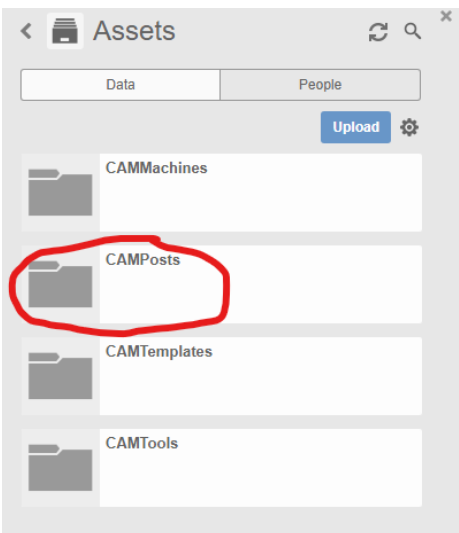 Assets
Data People
Upload
CAMMachines
CAMPosts
CAMTemplates
CAMTools